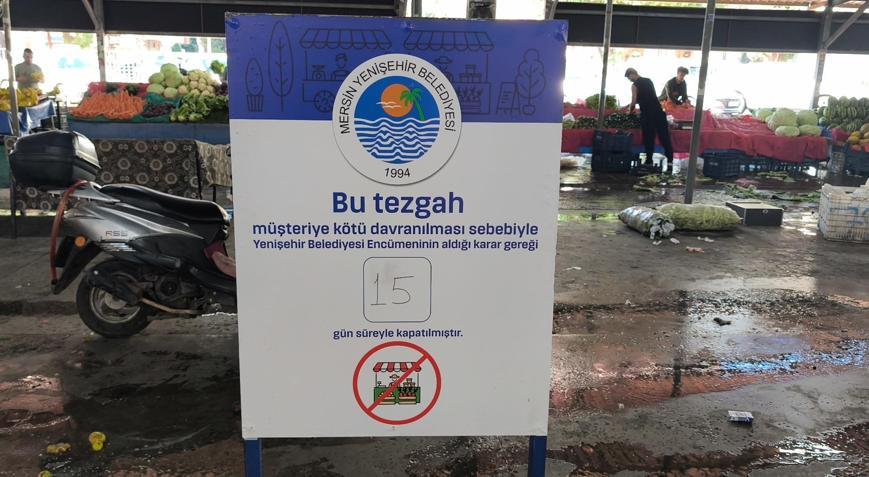 MERSİN YENİŞEHİR BELEDİYESİ
1994
Bu tezgah
müşteriye kötü davranılması sebebiyle
Yenişehir Belediyesi Encümeninin aldığı karar gereği
15
gün süreyle kapatılmıştır.